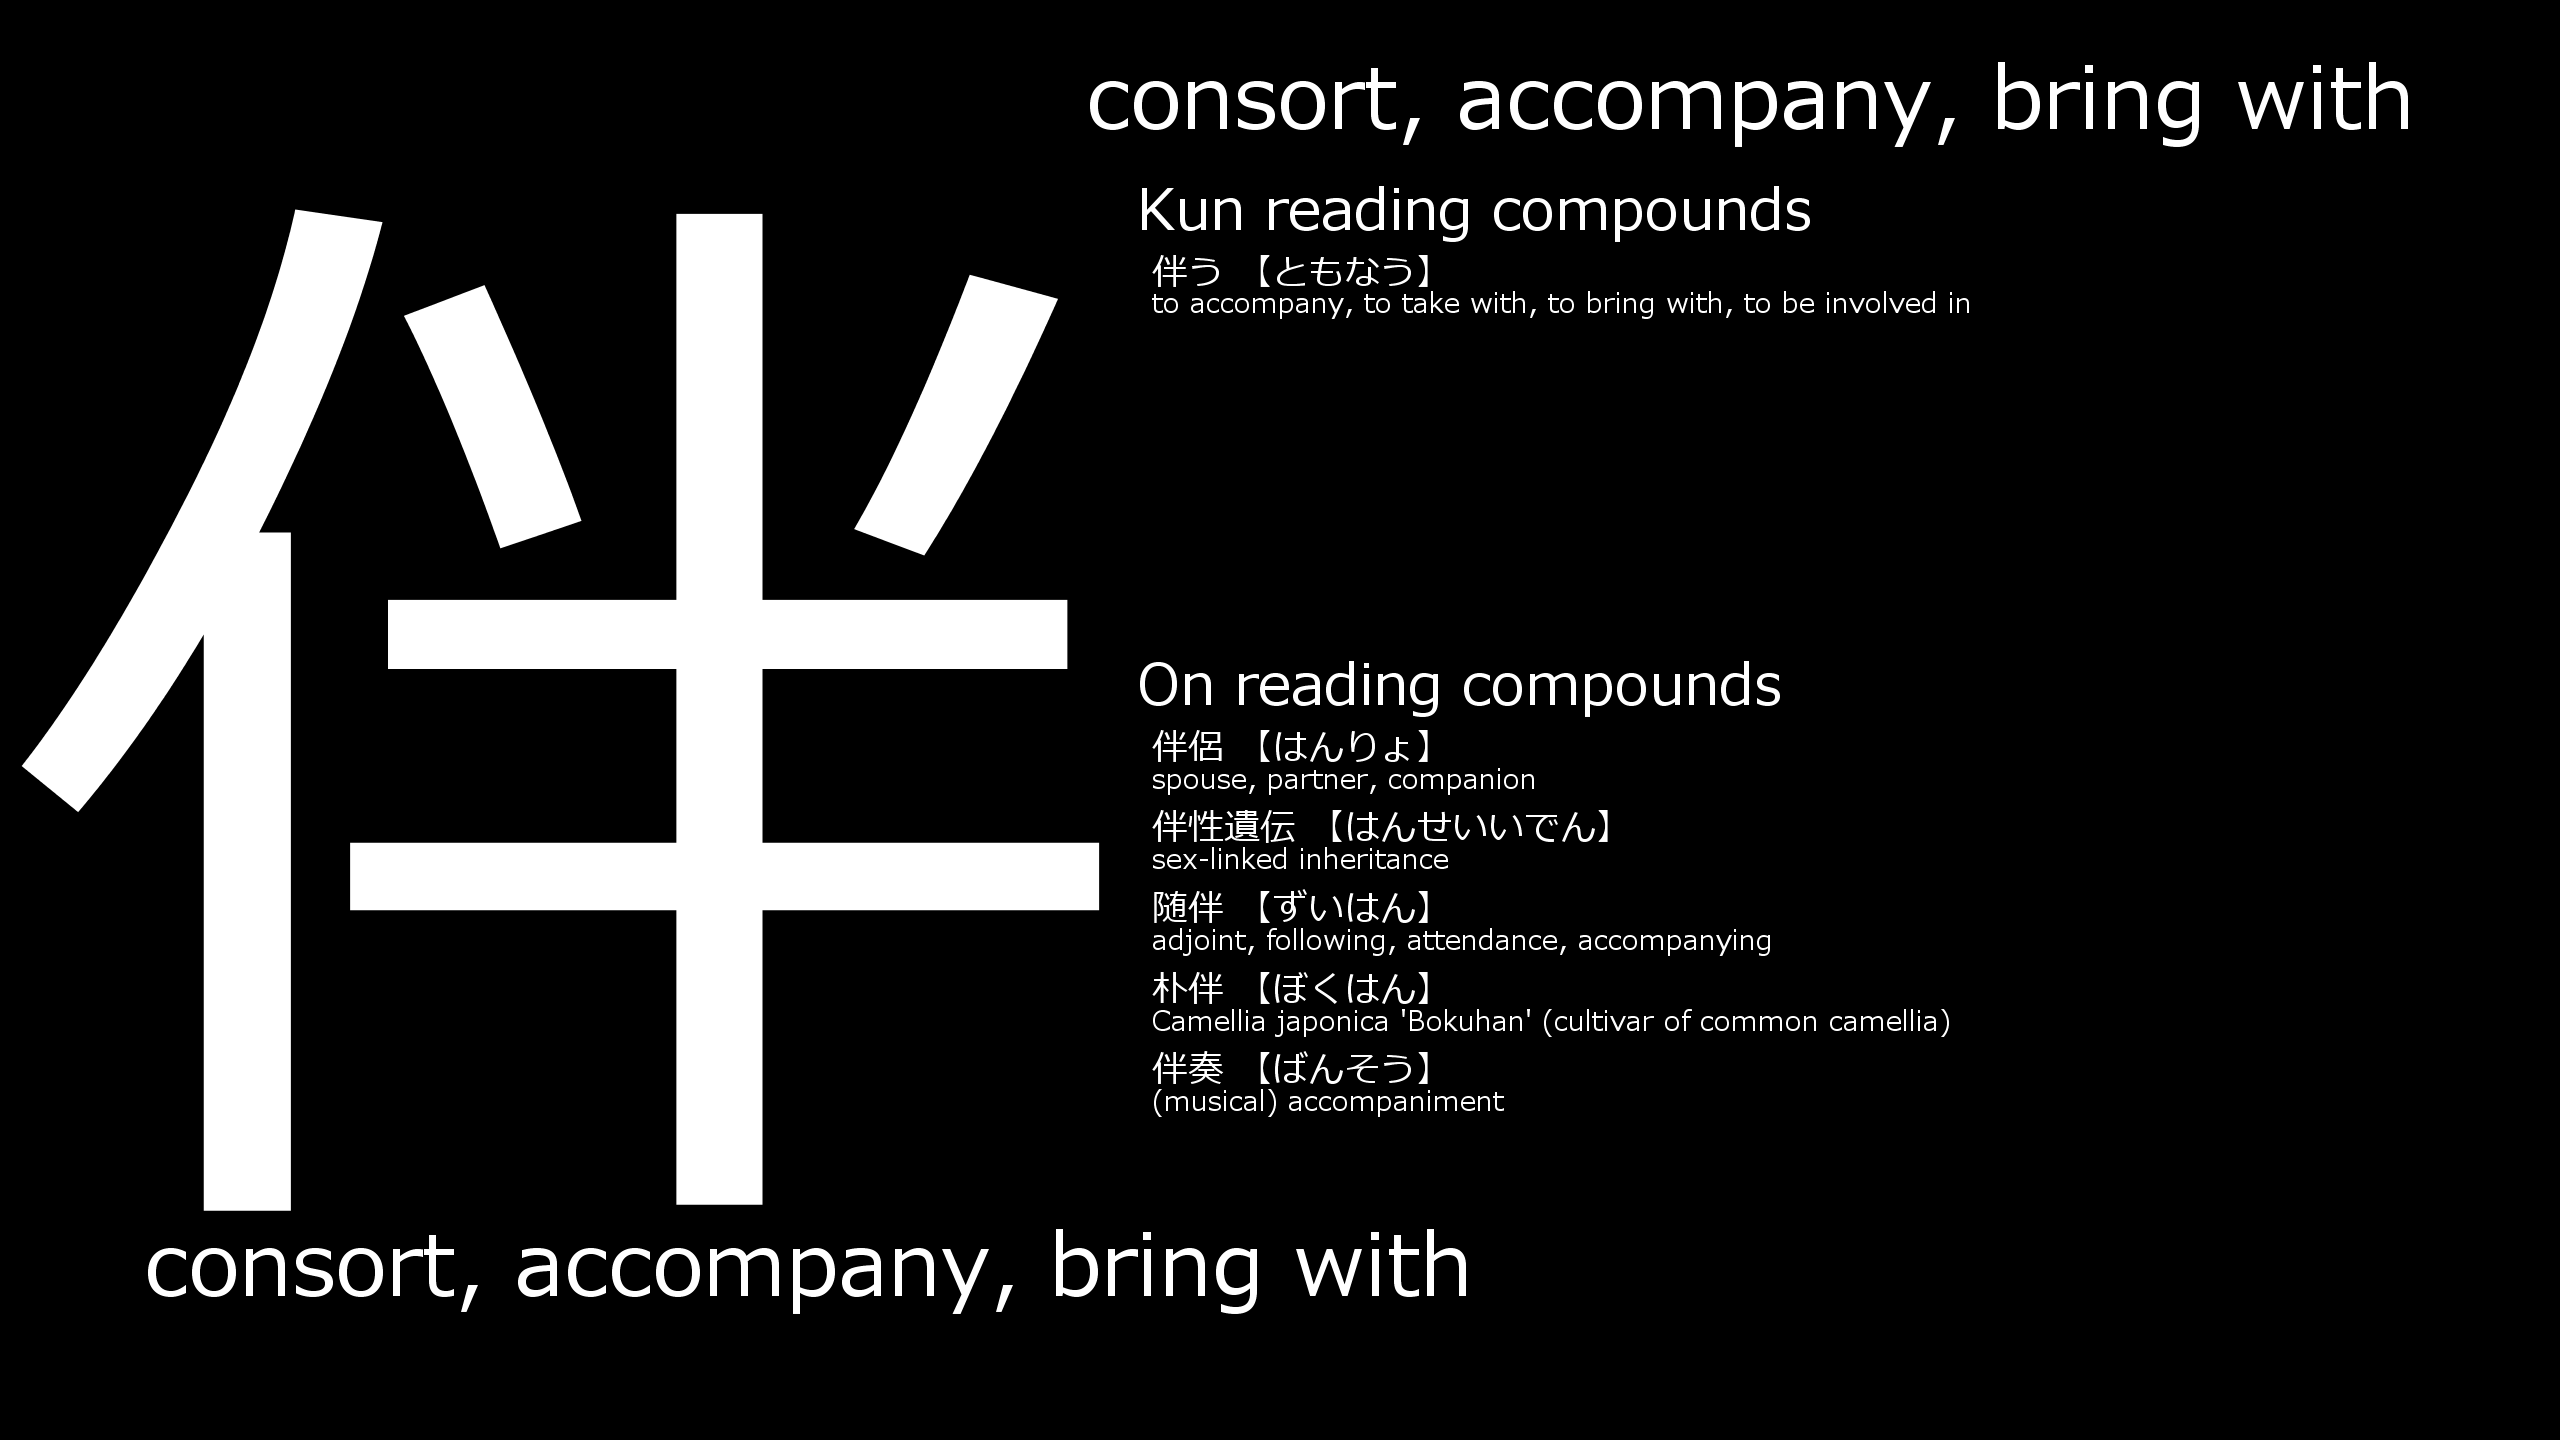 伴
consort, accompany, bring with
Kun reading compounds
伴う 【ともなう】
to accompany, to take with, to bring with, to be involved in
On reading compounds
伴侶 【はんりょ】
spouse, partner, companion
伴性遺伝 【はんせいいでん】
sex-linked inheritance
随伴 【ずいはん】
adjoint, following, attendance, accompanying
朴伴 【ぼくはん】
Camellia japonica 'Bokuhan' (cultivar of common camellia)
伴奏 【ばんそう】
(musical) accompaniment
consort, accompany, bring with